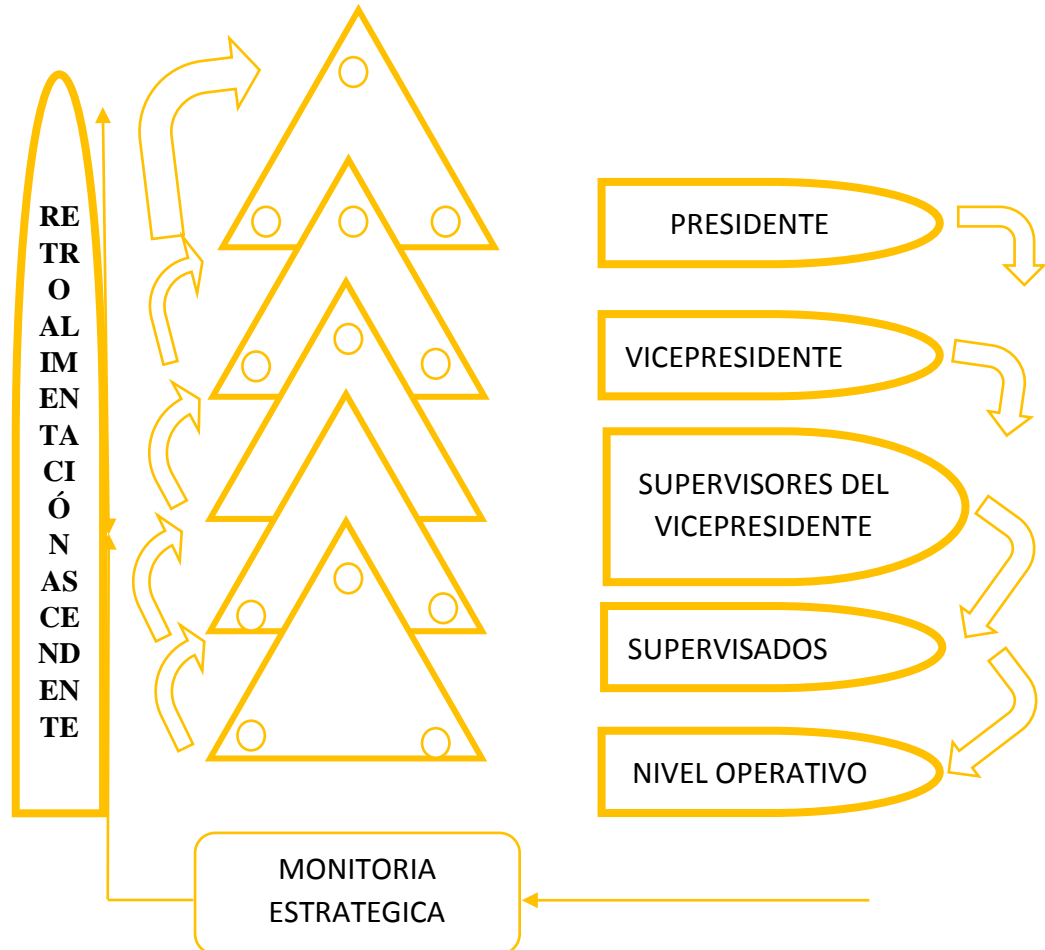 RE
TR
O
AL
IM
EN
TA
CI
Ó
N
AS
CE
ND
EN
TE
PRESIDENTE
VICEPRESIDENTE
SUPERVISORES DEL
VICEPRESIDENTE
SUPERVISADOS
NIVEL OPERATIVO
MONITORIA
ESTRATEGICA